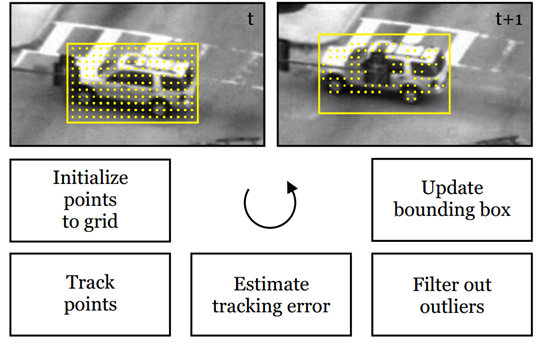 t
t+1
Initialize
points
to grid
Update
bounding box
Track
points
Estimate
tracking error
Filter out
outliers